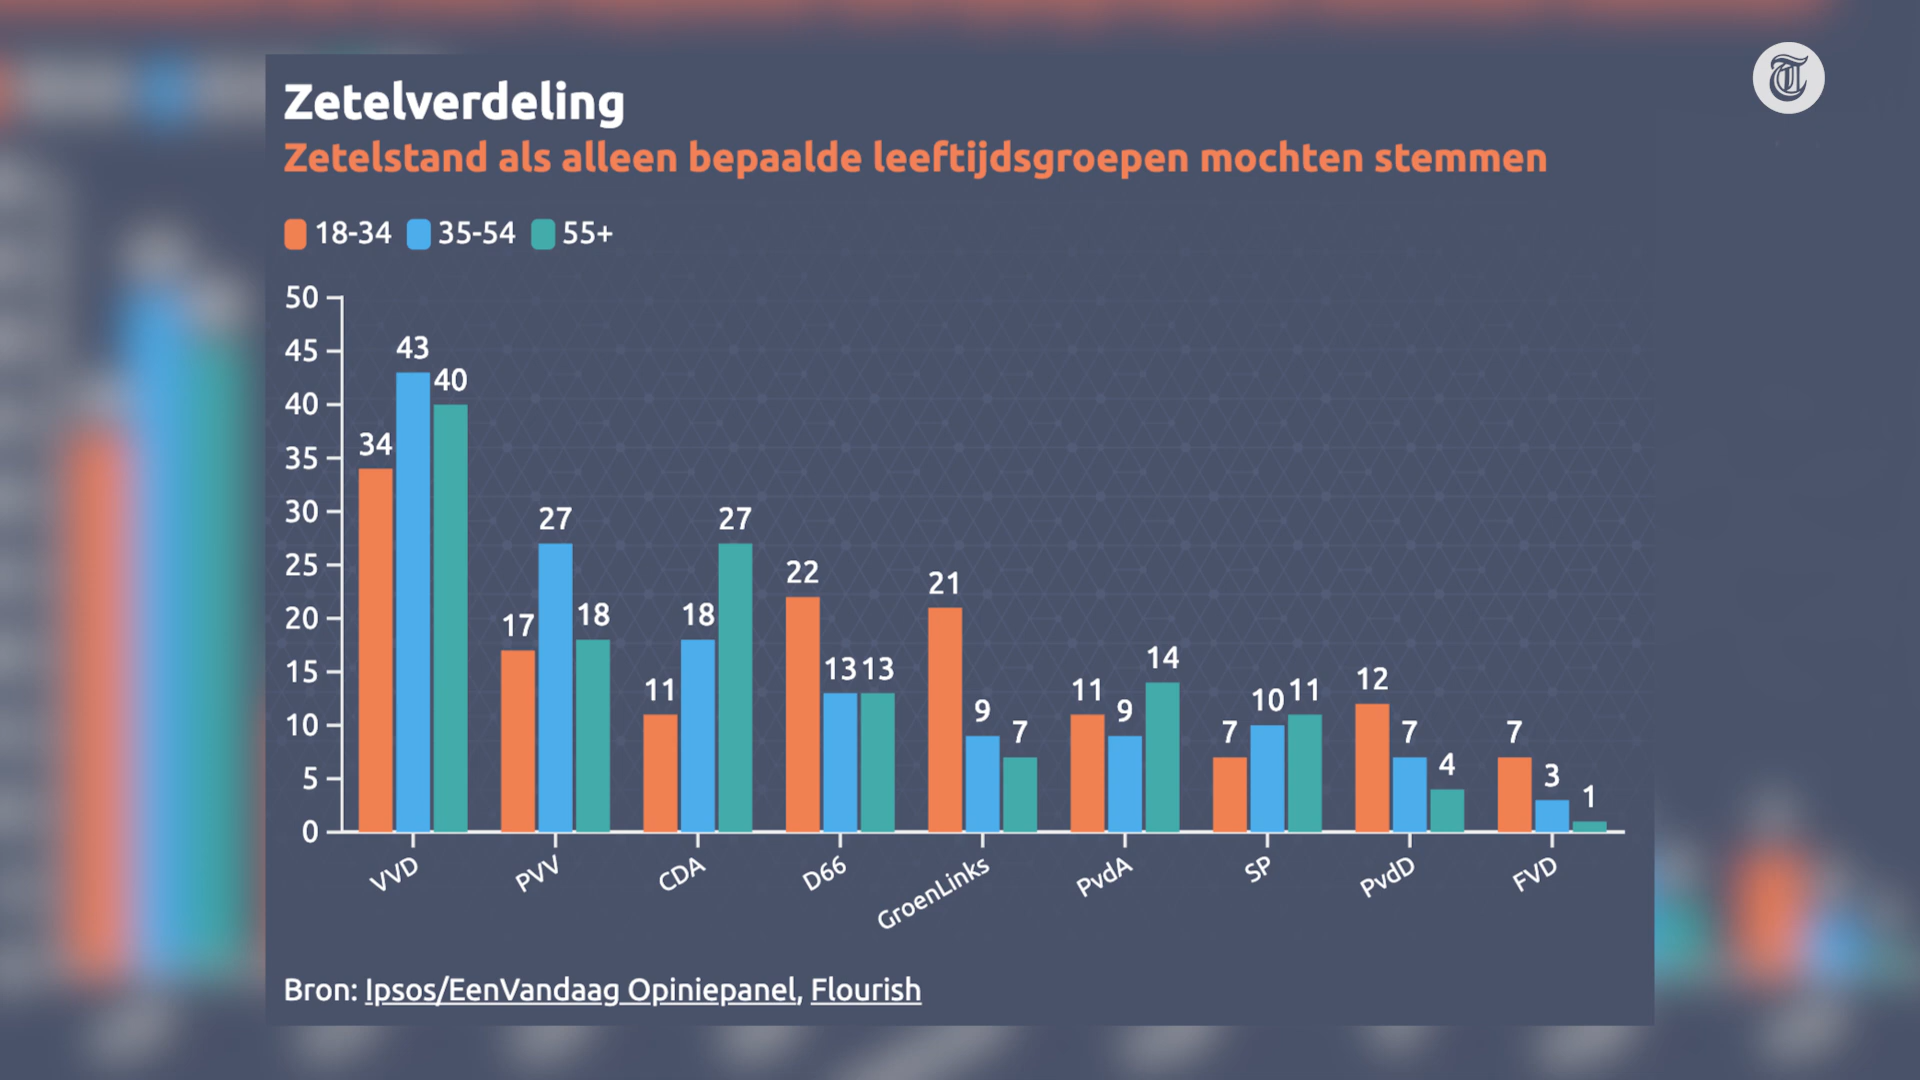 Zetelverdeling
Zetelstand als alleen bepaalde leeftijdsgroepen mochten stemmen
18-34 35-54 55+
50
45
40
35
30
25
20
15
10
5
0
34 43 40
17 27 18
11 18 27
22 13 13
21 9 7
11 9 14
7 10 11
12 7 4
7 3 1
VVD PVV CDA D66 GroenLinks PvdA SP PvdD FVD
Bron: Ipsos/EenVandaag Opiniepanel, Flourish
T